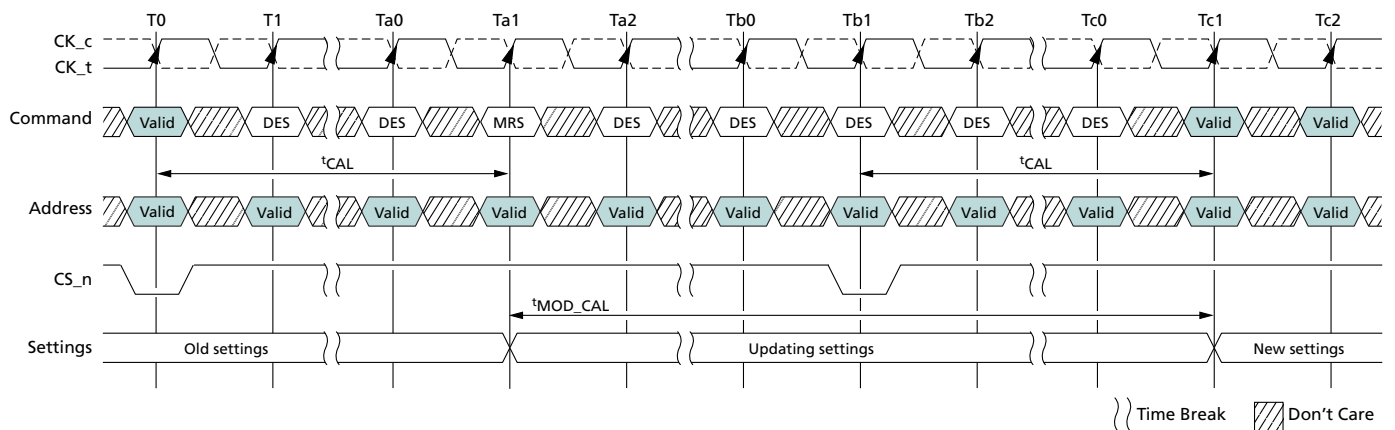 T0 T1 Ta0 Ta1 Ta2 Tb0 Tb1 Tb2 Tc0 Tc1 Tc2
CK_c
CK_t
Command Valid DES DES MRS DES DES DES DES DES Valid Valid
tCAL tCAL
Address Valid Valid Valid Valid Valid Valid Valid Valid Valid Valid Valid
CS_n
tMOD_CAL
Settings Old settings Updating settings New settings
Time Break Don't Care